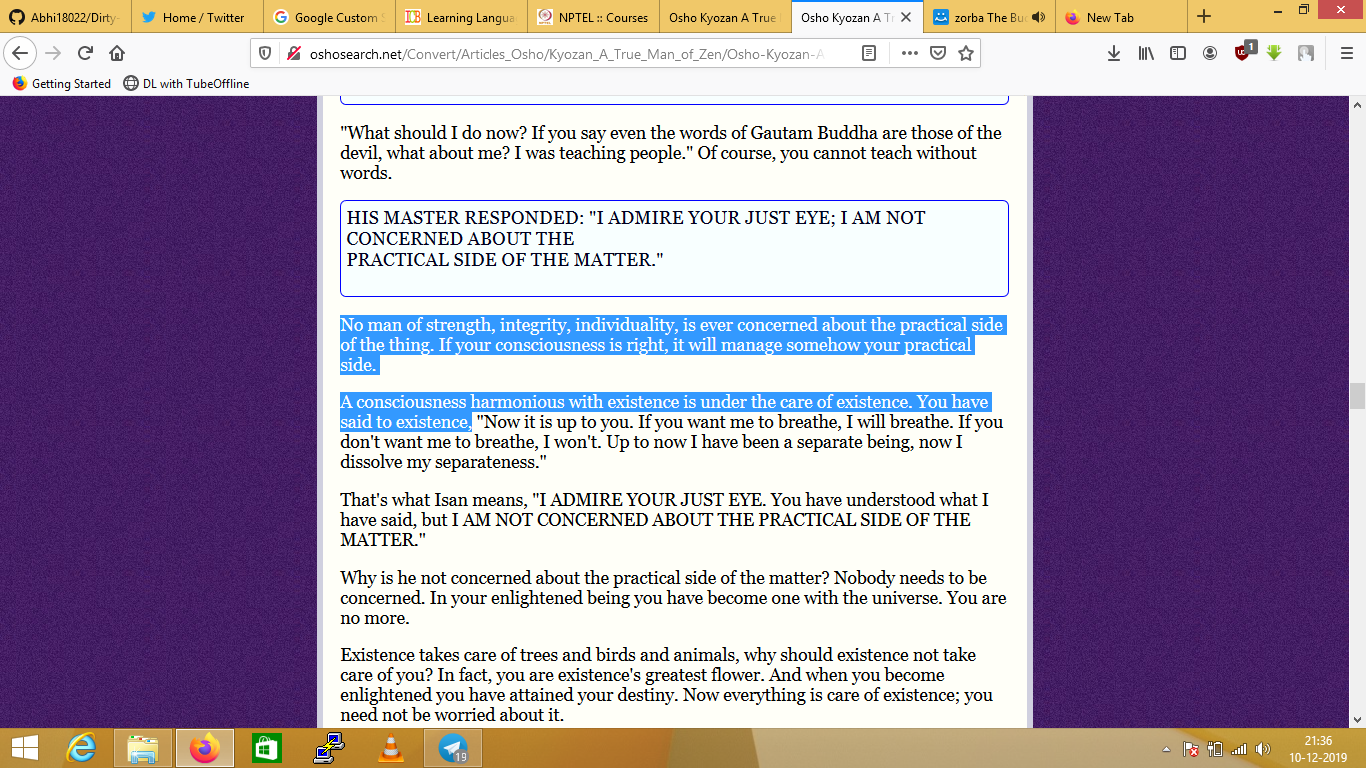 Abhi18022/Dirty-
Home / Twitter
Google Custom S
Learning Langua
NPTEL :: Courses
Osho Kyozan A True
Osho Kyozan A Tr
zorba The Bu
New Tab
oshosearch.net/Convert/Articles_Osho/Kyozan_A_True_Man_of_Zen/Osho-Kyozan-A
1
Getting Started
DL with TubeOffline
"What should I do now? If you say even the words of Gautam Buddha are those of the
devil, what about me? I was teaching people." Of course, you cannot teach without
words.
HIS MASTER RESPONDED: "I ADMIRE YOUR JUST EYE; I AM NOT
CONCERNED ABOUT THE
PRACTICAL SIDE OF THE MATTER."
No man of strength, integrity, individuality, is ever concerned about the practical side
of the thing. If your consciousness is right, it will manage somehow your practical
side.
A consciousness harmonious with existence is under the care of existence. You have
said to existence, "Now it is up to you. If you want me to breathe, I will breathe. If you
don't want me to breathe, I won't. Up to now I have been a separate being, now I
dissolve my separateness."
That's what Isan means, "I ADMIRE YOUR JUST EYE. You have understood what I
have said, but I AM NOT CONCERNED ABOUT THE PRACTICAL SIDE OF THE
MATTER."
Why is he not concerned about the practical side of the matter? Nobody needs to be
concerned. In your enlightened being you have become one with the universe. You are
no more.
Existence takes care of trees and birds and animals, why should existence not take
care of you? In fact, you are existence's greatest flower. And when you become
enlightened you have attained your destiny. Now everything is care of existence; you
need not be worried about it.
19
21:36
10-12-2019